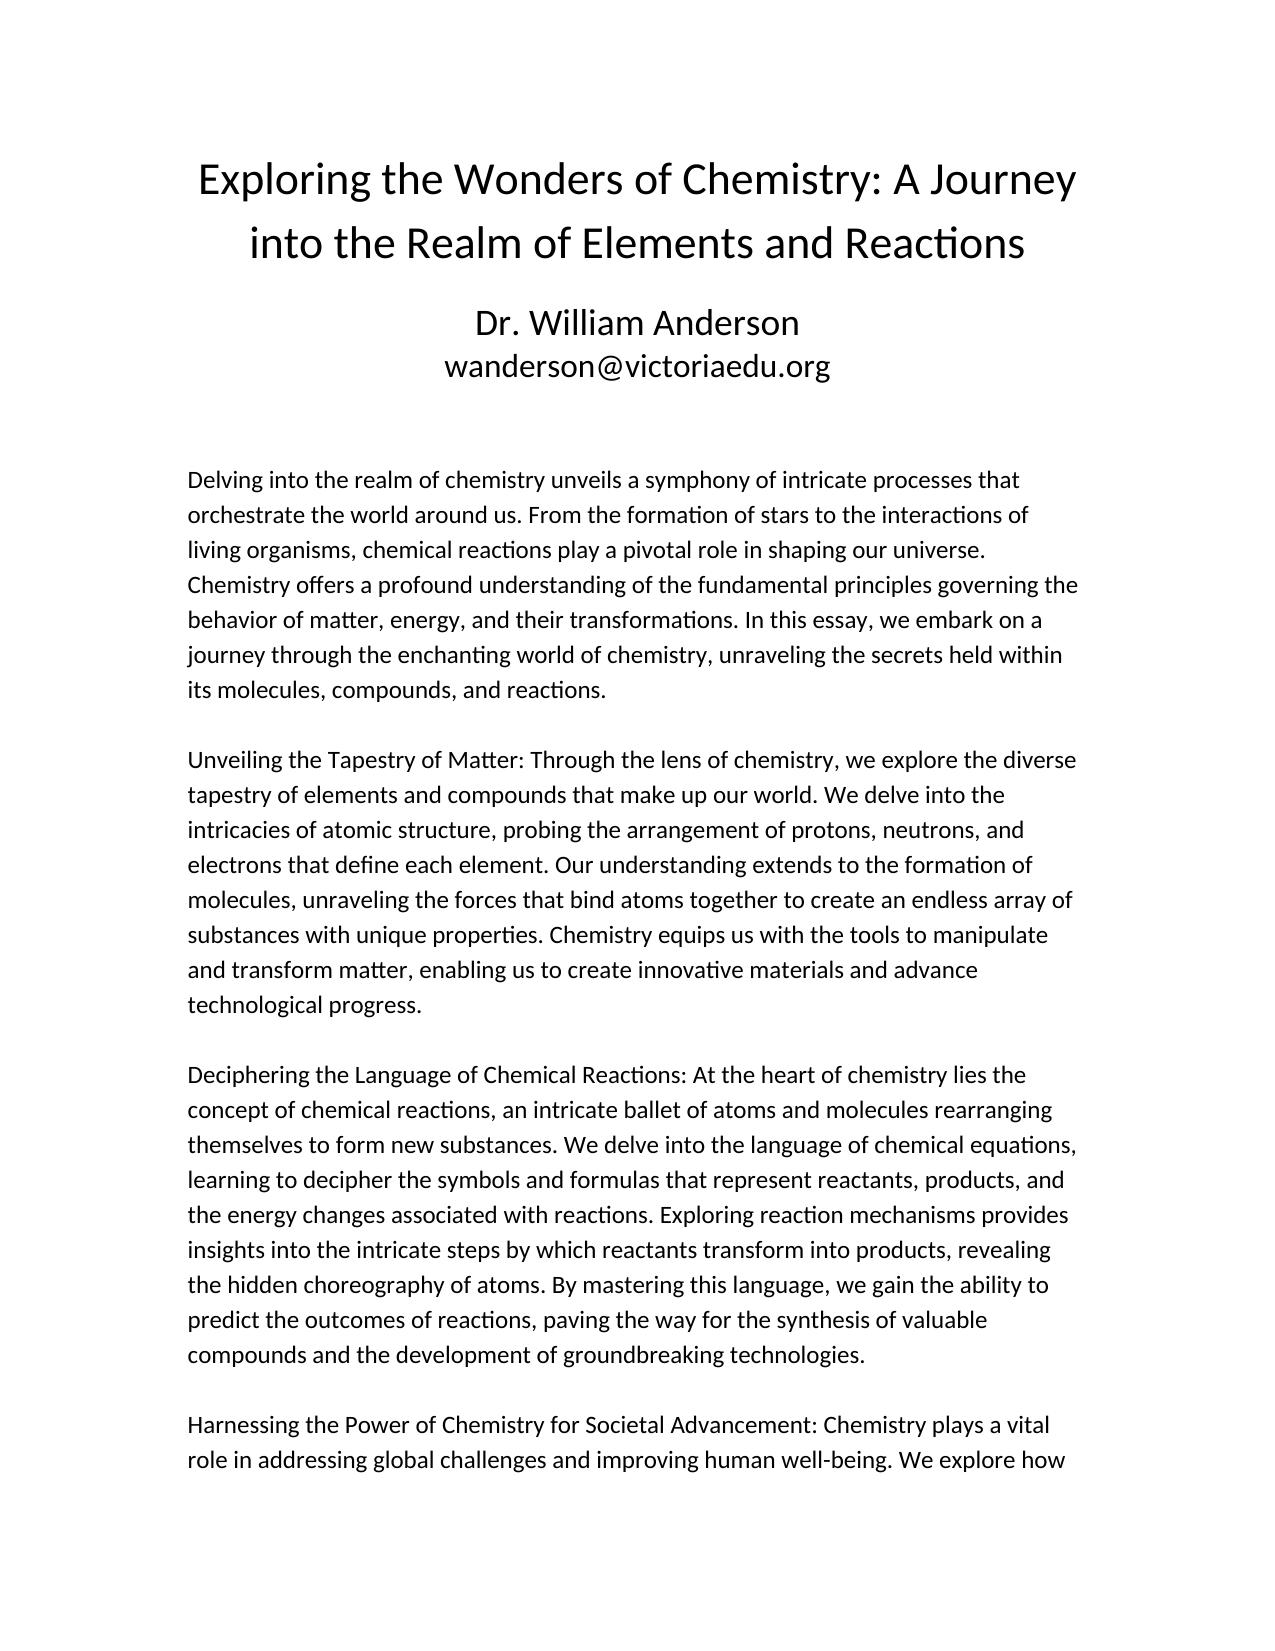 Exploring the Wonders of Chemistry: A Journey
into the Realm of Elements and Reactions
Dr. William Anderson
wanderson@victoriaedu.org
Delving into the realm of chemistry unveils a symphony of intricate processes that
orchestrate the world around us. From the formation of stars to the interactions of
living organisms, chemical reactions play a pivotal role in shaping our universe.
Chemistry offers a profound understanding of the fundamental principles governing the
behavior of matter, energy, and their transformations. In this essay, we embark on a
journey through the enchanting world of chemistry, unraveling the secrets held within
its molecules, compounds, and reactions.
Unveiling the Tapestry of Matter: Through the lens of chemistry, we explore the diverse
tapestry of elements and compounds that make up our world. We delve into the
intricacies of atomic structure, probing the arrangement of protons, neutrons, and
electrons that define each element. Our understanding extends to the formation of
molecules, unraveling the forces that bind atoms together to create an endless array of
substances with unique properties. Chemistry equips us with the tools to manipulate
and transform matter, enabling us to create innovative materials and advance
technological progress.
Deciphering the Language of Chemical Reactions: At the heart of chemistry lies the
concept of chemical reactions, an intricate ballet of atoms and molecules rearranging
themselves to form new substances. We delve into the language of chemical equations,
learning to decipher the symbols and formulas that represent reactants, products, and
the energy changes associated with reactions. Exploring reaction mechanisms provides
insights into the intricate steps by which reactants transform into products, revealing
the hidden choreography of atoms. By mastering this language, we gain the ability to
predict the outcomes of reactions, paving the way for the synthesis of valuable
compounds and the development of groundbreaking technologies.
Harnessing the Power of Chemistry for Societal Advancement: Chemistry plays a vital
role in addressing global challenges and improving human well-being. We explore how